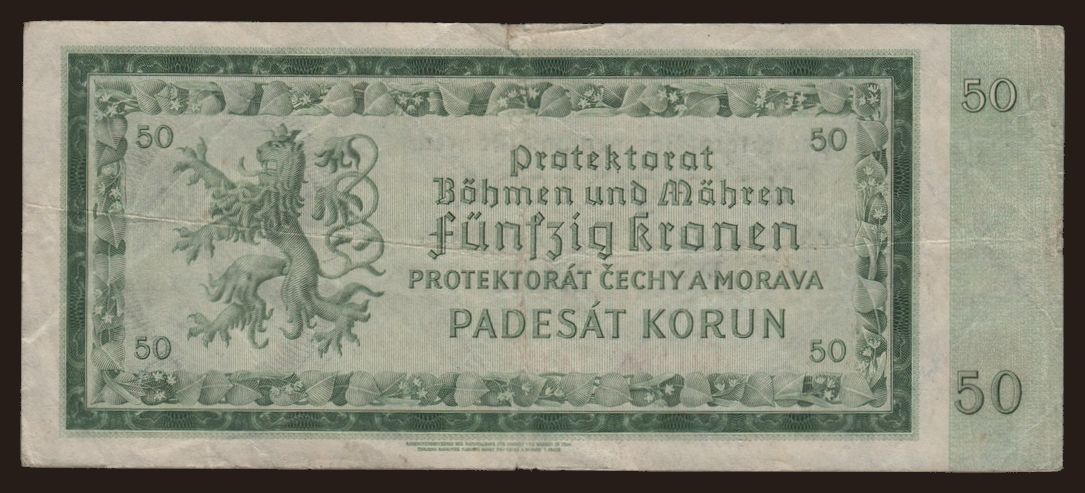 50
50
50
Protektorat
Böhmen und Mähren
Fünfzig Kronen
PROTEKTORÁT ČECHY A MORAVA
PADESÁT KORUN
50
50
50